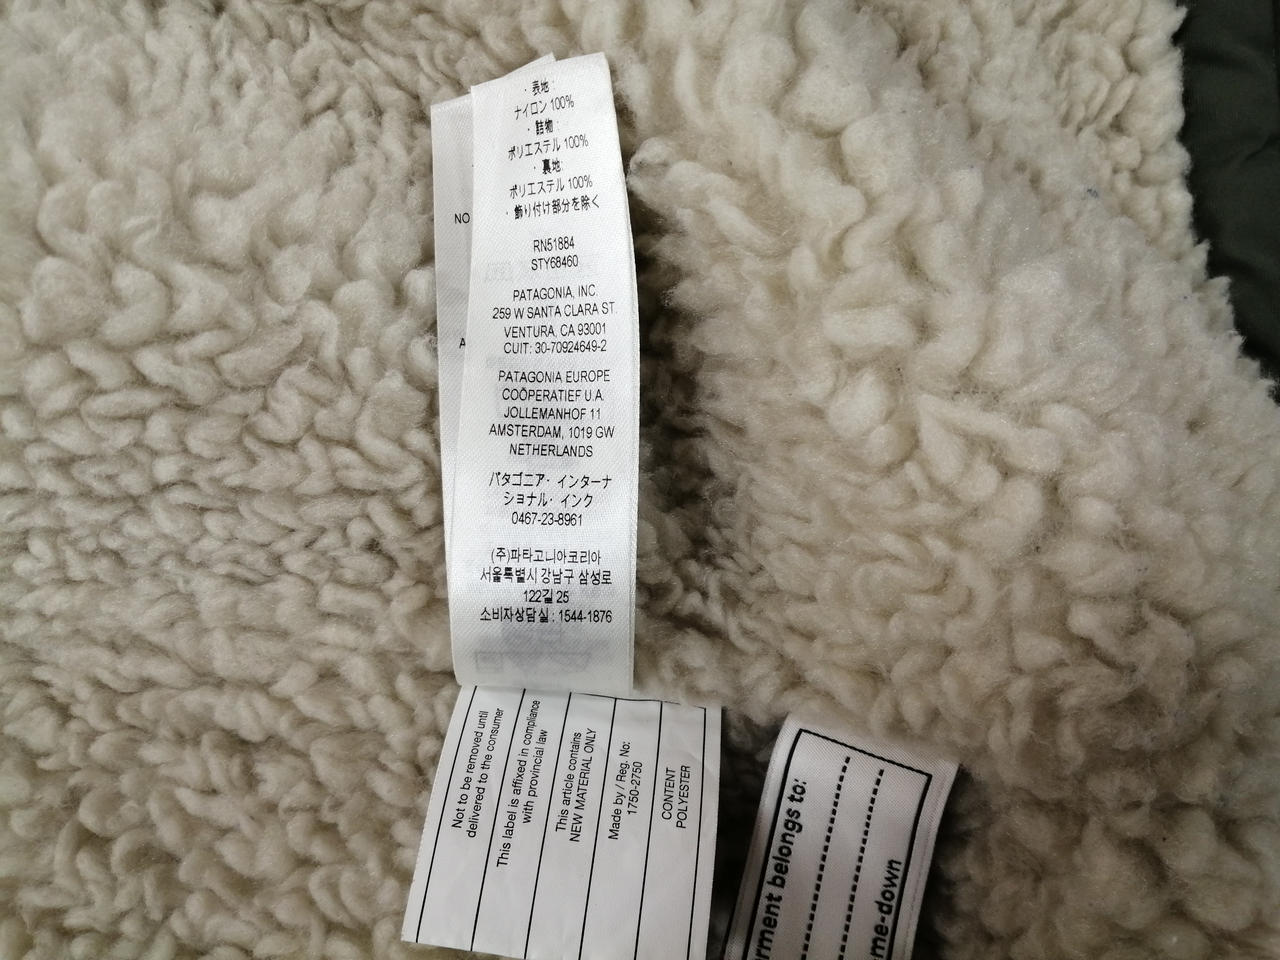 ・表地:
ナイロン 100%
・詰物:
ポリエステル 100%
・裏地:
ポリエステル 100%
・飾り付け部分を除く
RN51884
STY68460
PATAGONIA, INC.
259 W SANTA CLARA ST.
VENTURA, CA 93001
CUIT: 30-70924649-2
PATAGONIA EUROPE
COÖPERATIEF U.A.
JOLLEMANHOF 11
AMSTERDAM, 1019 GW
NETHERLANDS
パタゴニア・インターナ
ショナル・インク
0467-23-8961
(주)파타고니아코리아
서울특별시 강남구 삼성로
122길 25
소비자상담실 : 1544-1876
NO
A
Not to be removed until
delivered to the consumer
This label is affixed in compliance
with provincial law
This article contains
NEW MATERIAL ONLY
Made by / Reg. No:
1750-2750
CONTENT
POLYESTER
rment belongs to:
me-down